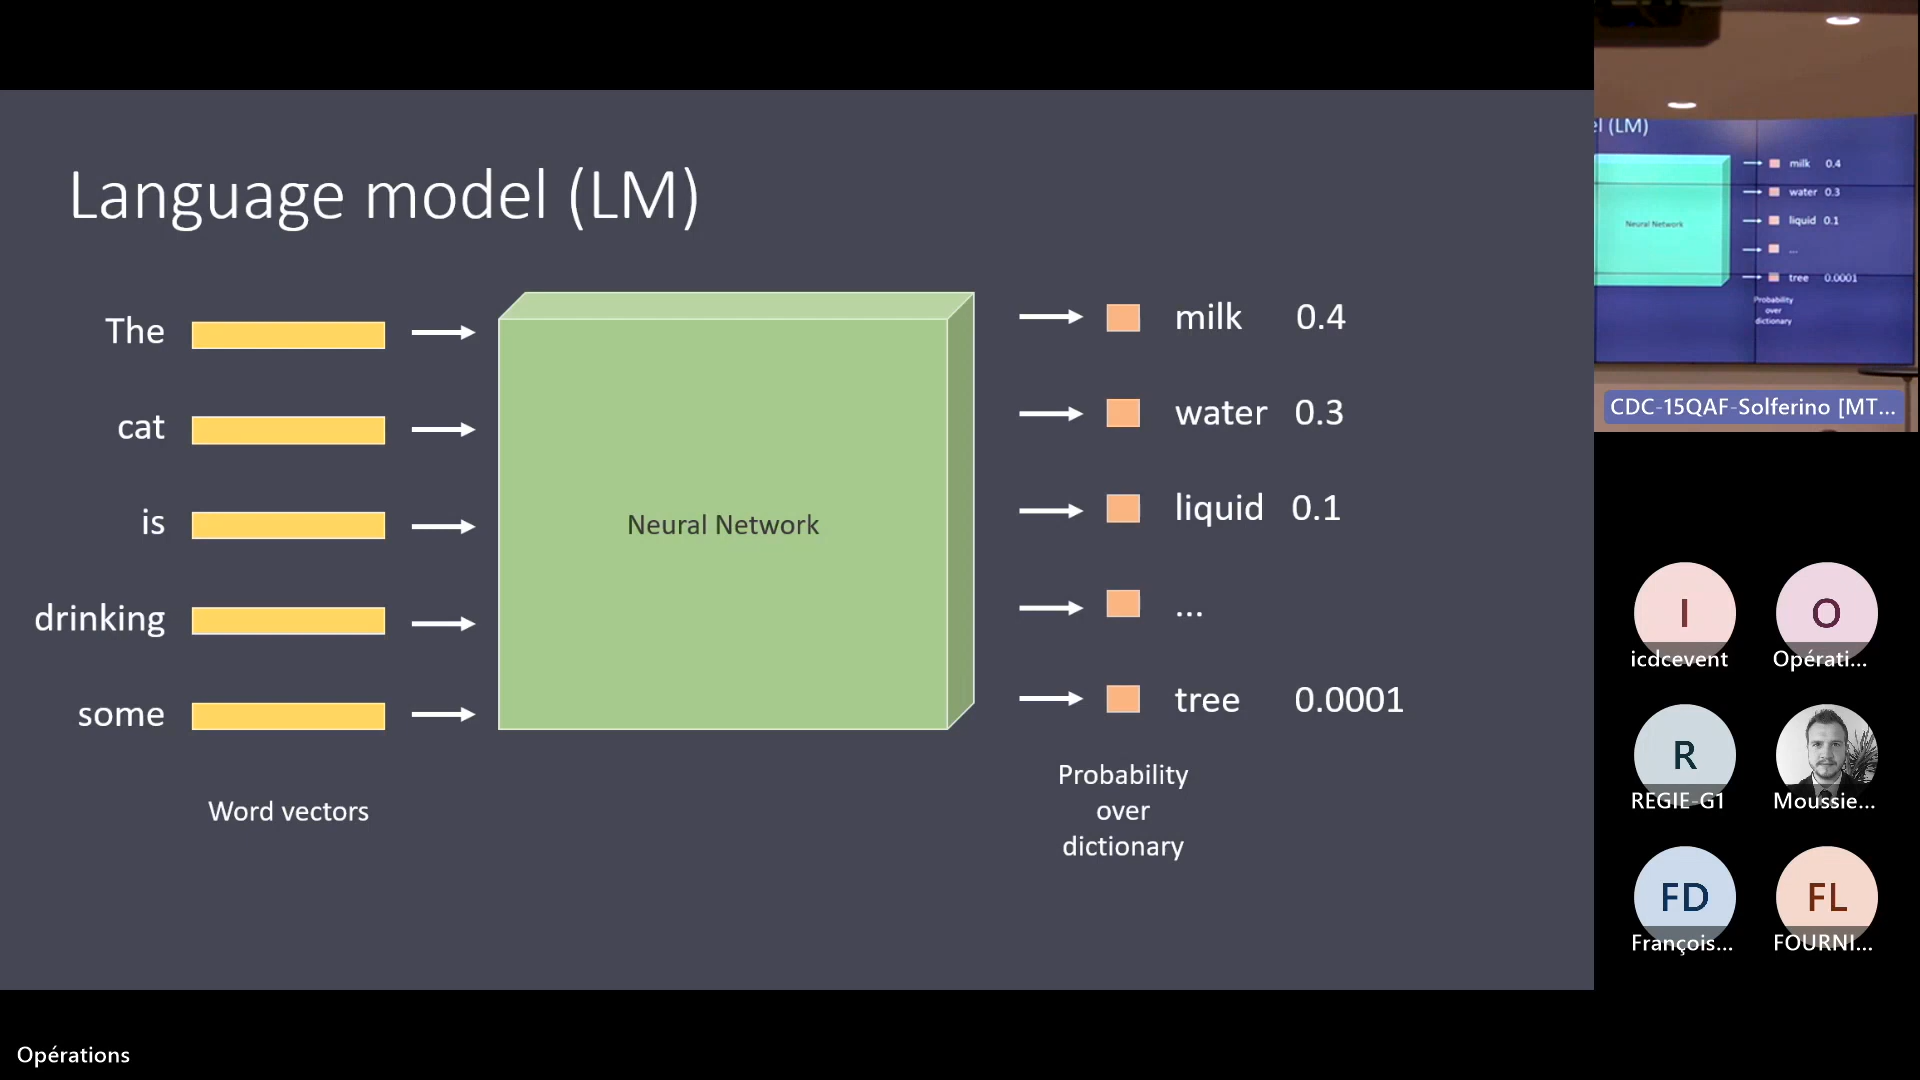 Language model (LM)
The
cat
is
drinking
some
Word vectors
Neural Network
milk 0.4
water 0.3
liquid 0.1
...
tree 0.0001
Probability
over
dictionary
el (LM)
Neural Network
milk 0.4
water 0.3
liquid 0.1
...
tree 0.0001
Probability
over
dictionary
CDC-15QAF-Solferino [MT...
I
icdcevent
O
Opérati...
R
REGIE-G1
Moussie...
FD
François...
FL
FOURNI...
Opérations